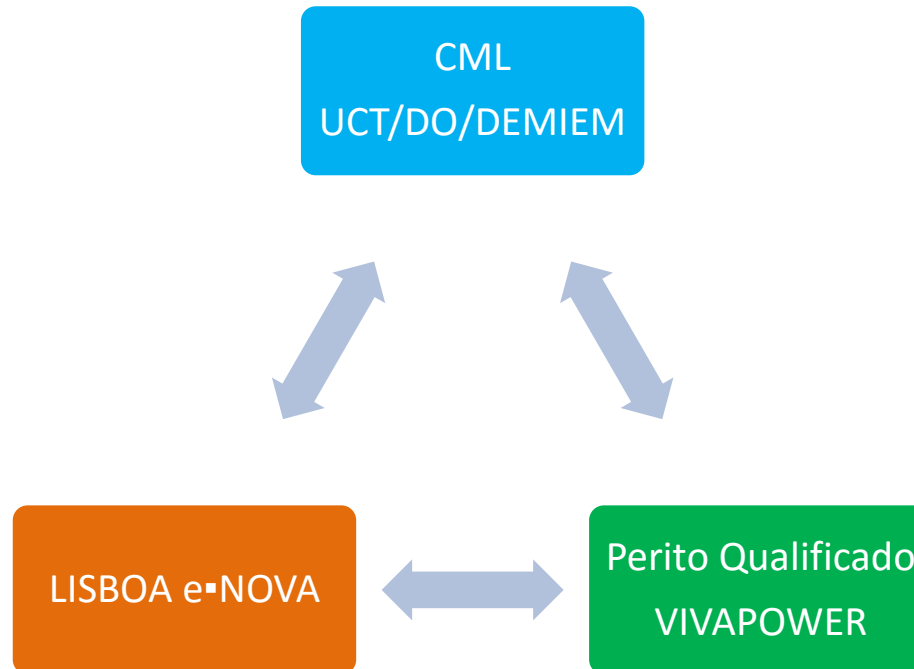 CML
UCT/DO/DEMIEM
LISBOA e▪NOVA
Perito Qualificado
VIVAPOWER